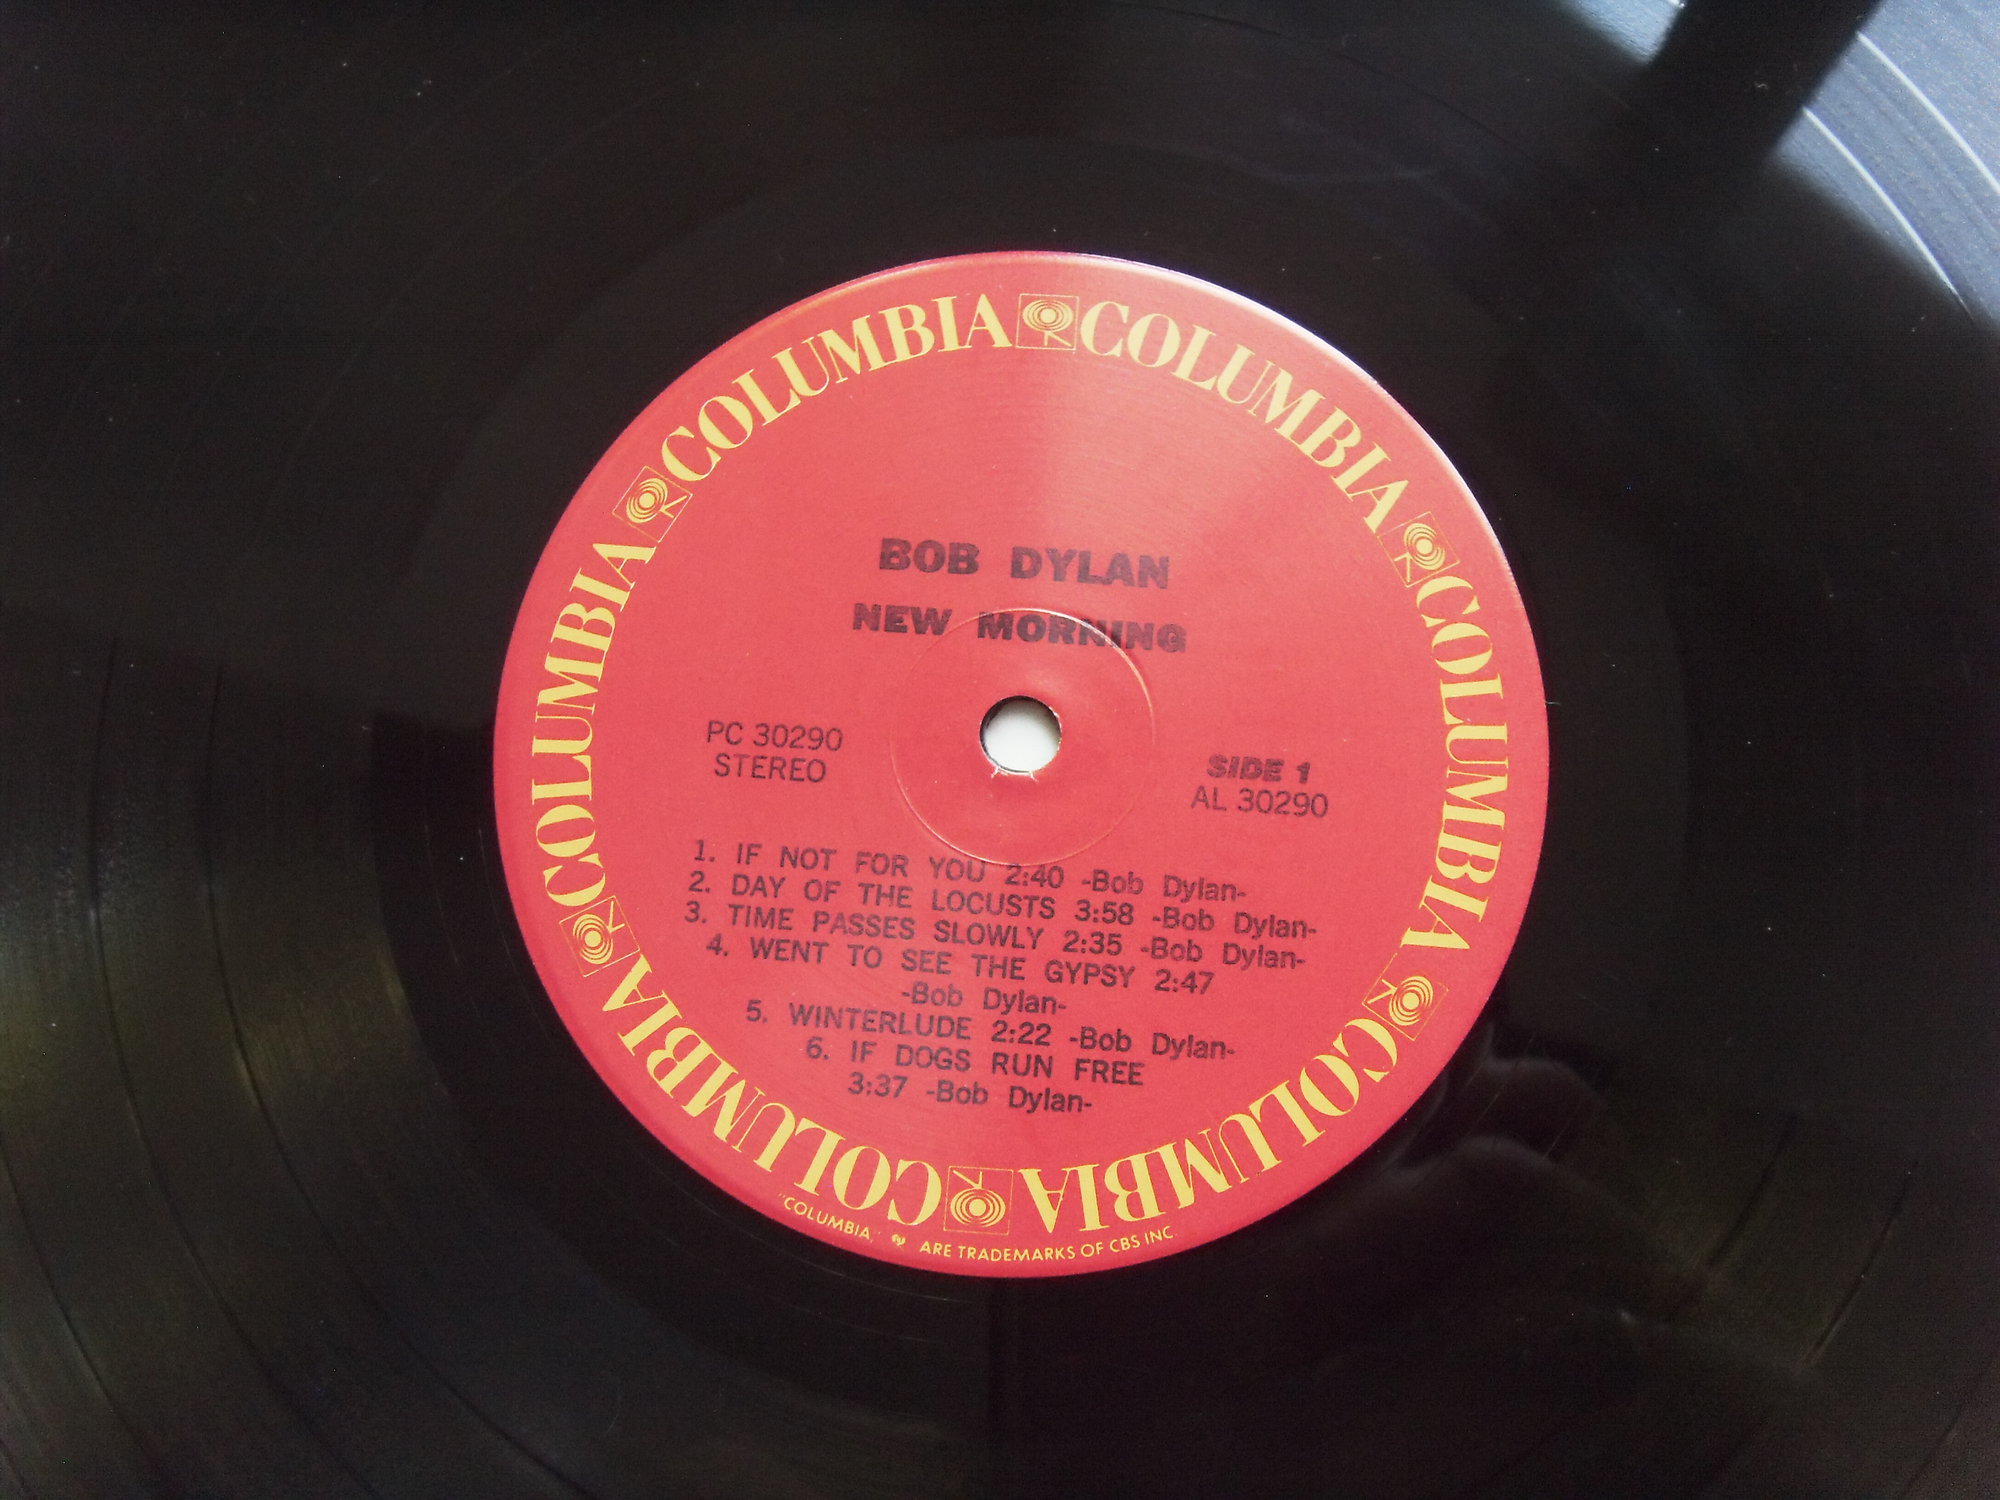 COLUMBIA COLUMBIA COLUMBIA COLUMBIA COLUMBIA COLUMBIA
BOB DYLAN
NEW MORNING
PC 30290
STEREO
SIDE 1
AL 30290
1. IF NOT FOR YOU 2:40 -Bob Dylan-
2. DAY OF THE LOCUSTS 3:58 -Bob Dylan-
3. TIME PASSES SLOWLY 2:35 -Bob Dylan-
4. WENT TO SEE THE GYPSY 2:47
-Bob Dylan-
5. WINTERLUDE 2:22 -Bob Dylan-
6. IF DOGS RUN FREE
3:37 -Bob Dylan-
"COLUMBIA," ARE TRADEMARKS OF CBS INC.